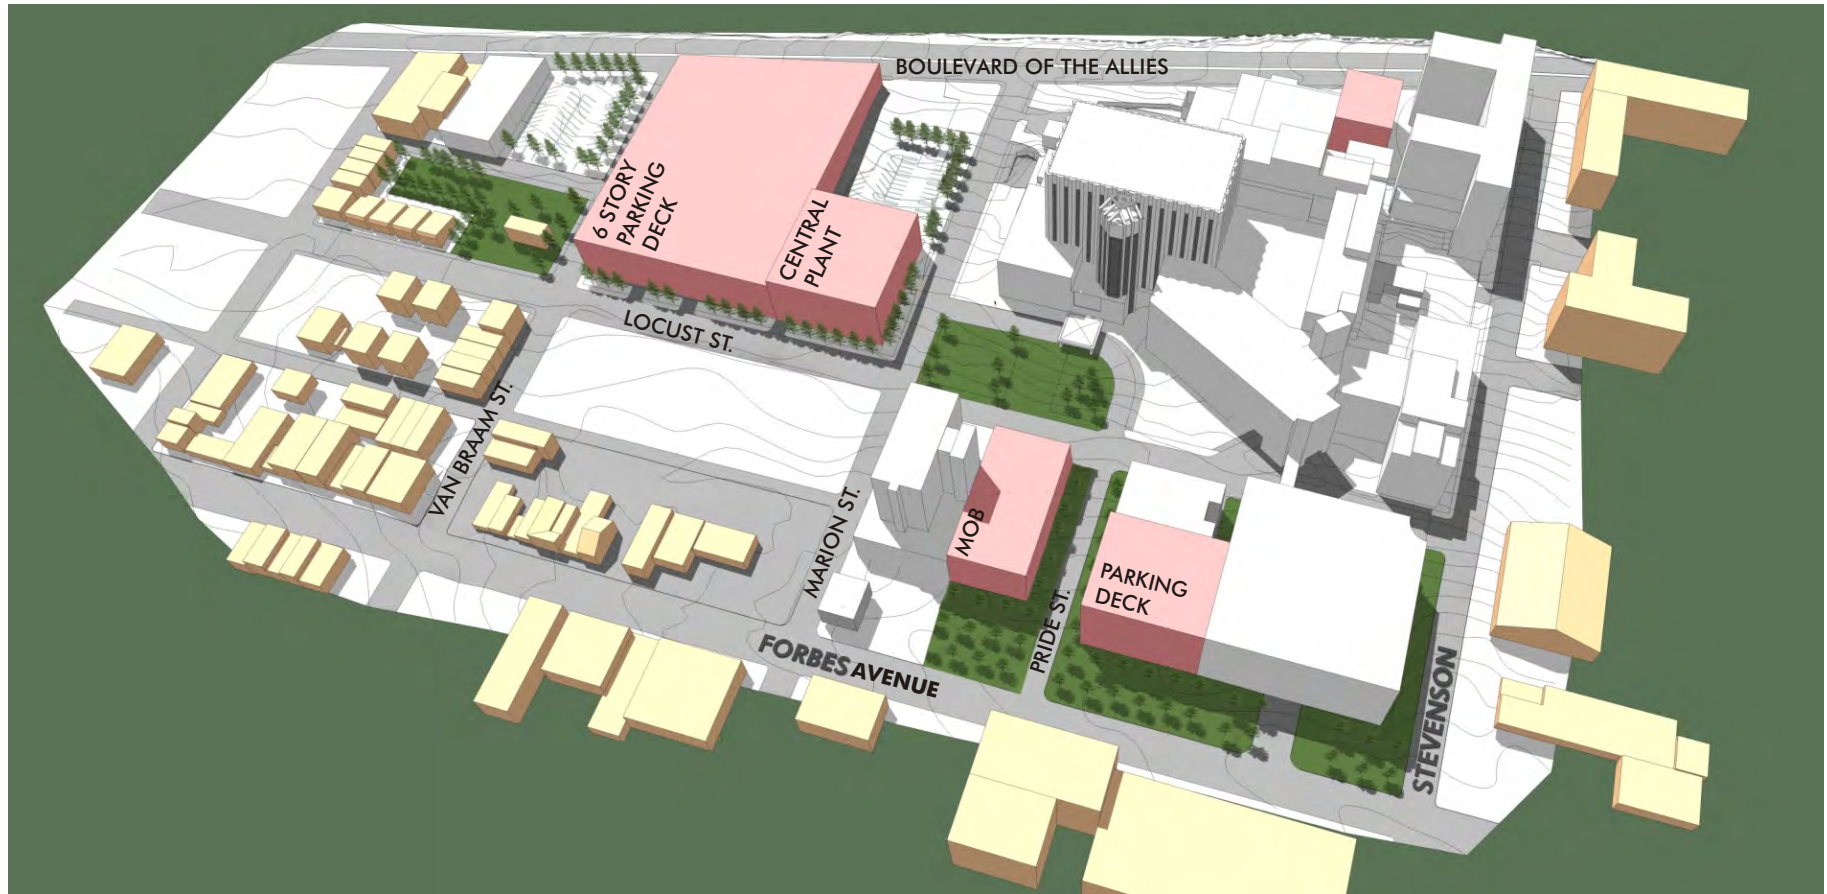 BOULEVARD OF THE ALLIES
6 STORY
PARKING
DECK
CENTRAL
PLANT
LOCUST ST.
VAN BRAAM ST.
MARION ST.
MOB
PARKING
DECK
PRIDE ST.
FORBES AVENUE
STEVENSON